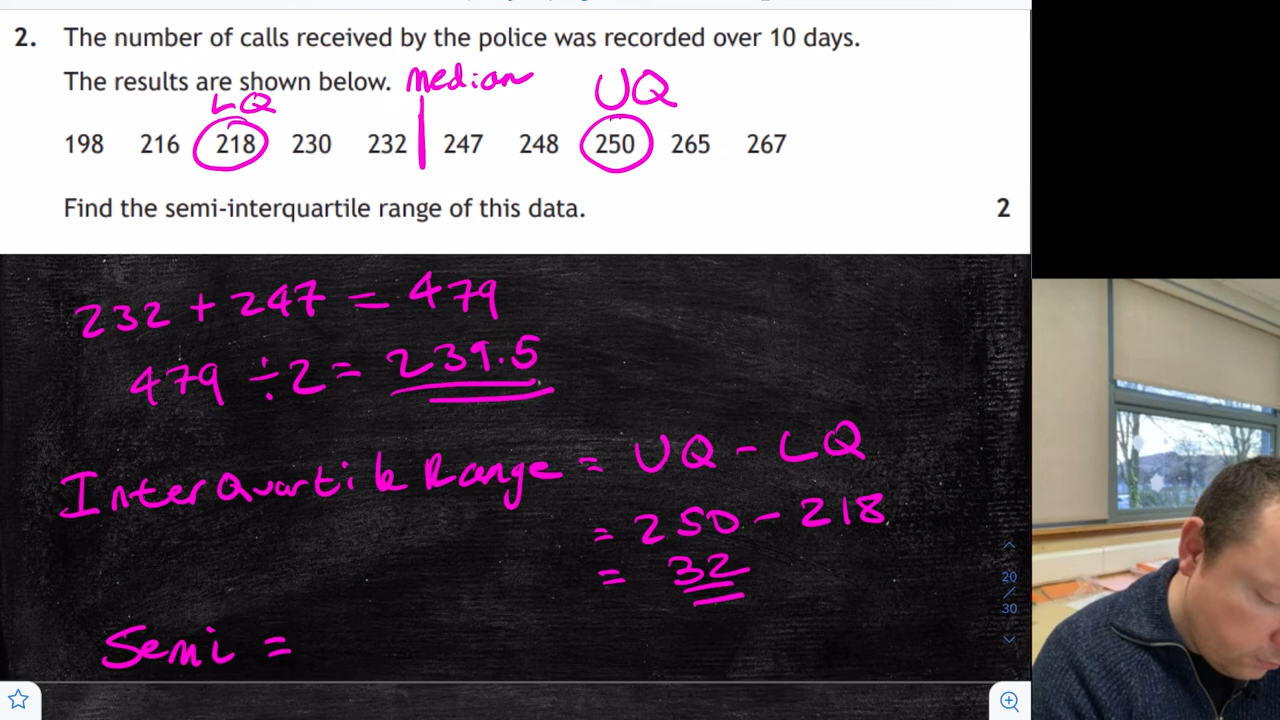 2. The number of calls received by the police was recorded over 10 days.
The results are shown below. median
LQ UQ
198 216 218 230 232 247 248 250 265 267
Find the semi-interquartile range of this data. 2
232 + 247 = 479
479 ÷ 2 = 239.5
InterQuartile Range = UQ - LQ
= 250 - 218
= 32
Semi =
20
/
30